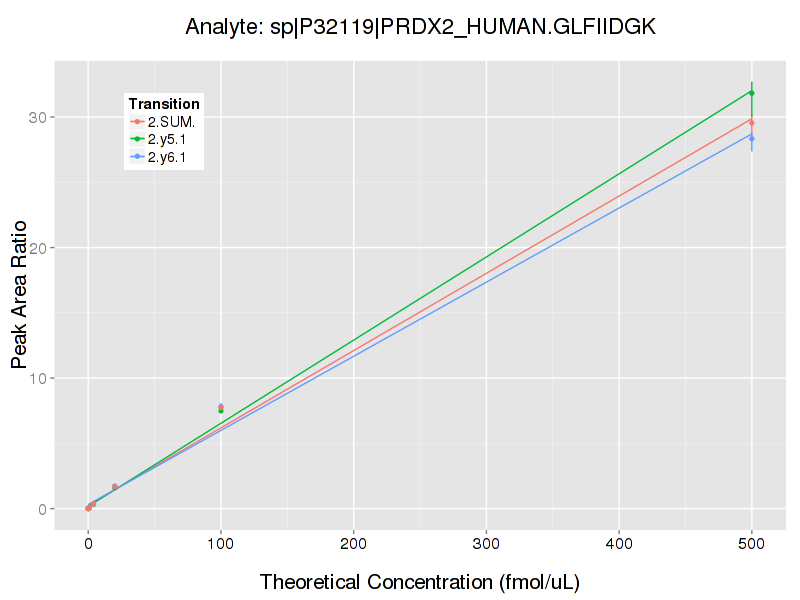 Analyte: sp|P32119|PRDX2_HUMAN.GLFIIDGK
Transition
2.SUM.
2.y5.1
2.y6.1
Peak Area Ratio
30
20
10
0
0 100 200 300 400 500
Theoretical Concentration (fmol/uL)